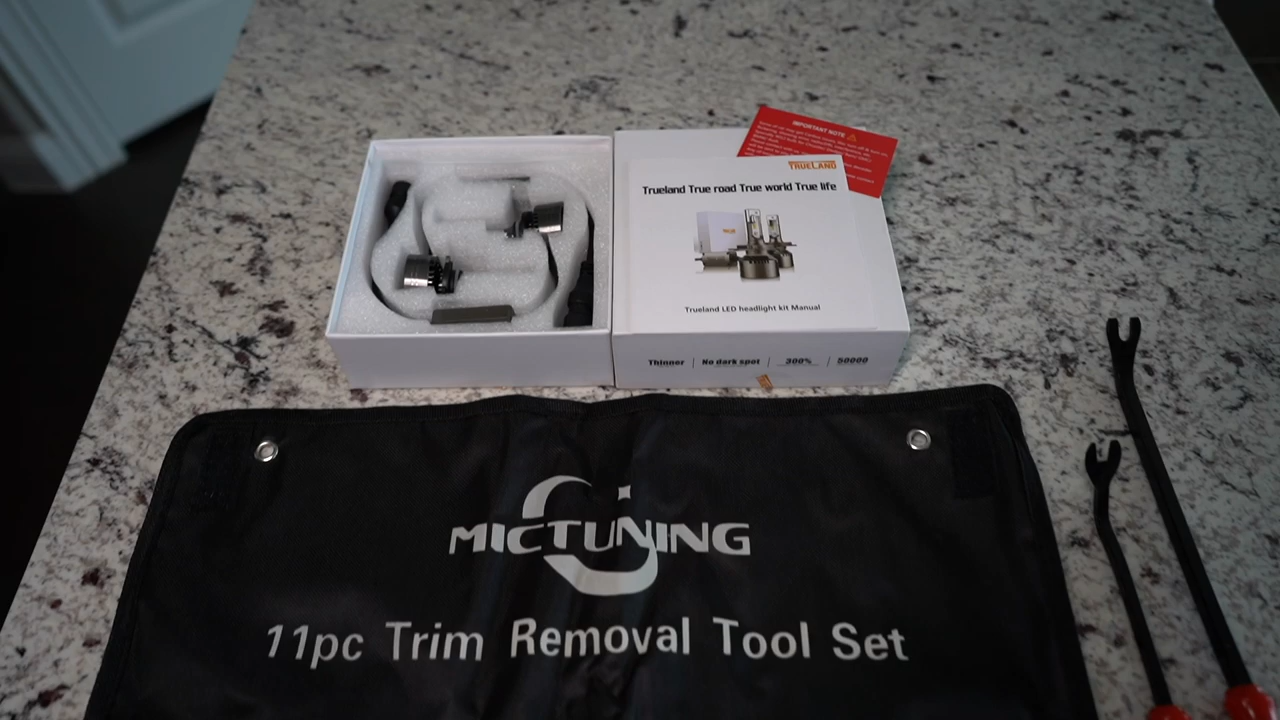 IMPORTANT NOTE
TRUELAND
Trueland True road True world True life
Trueland LED headlight kit Manual
Thinner | No dark spot | 300% | 50000
MICTUNING
11pc Trim Removal Tool Set